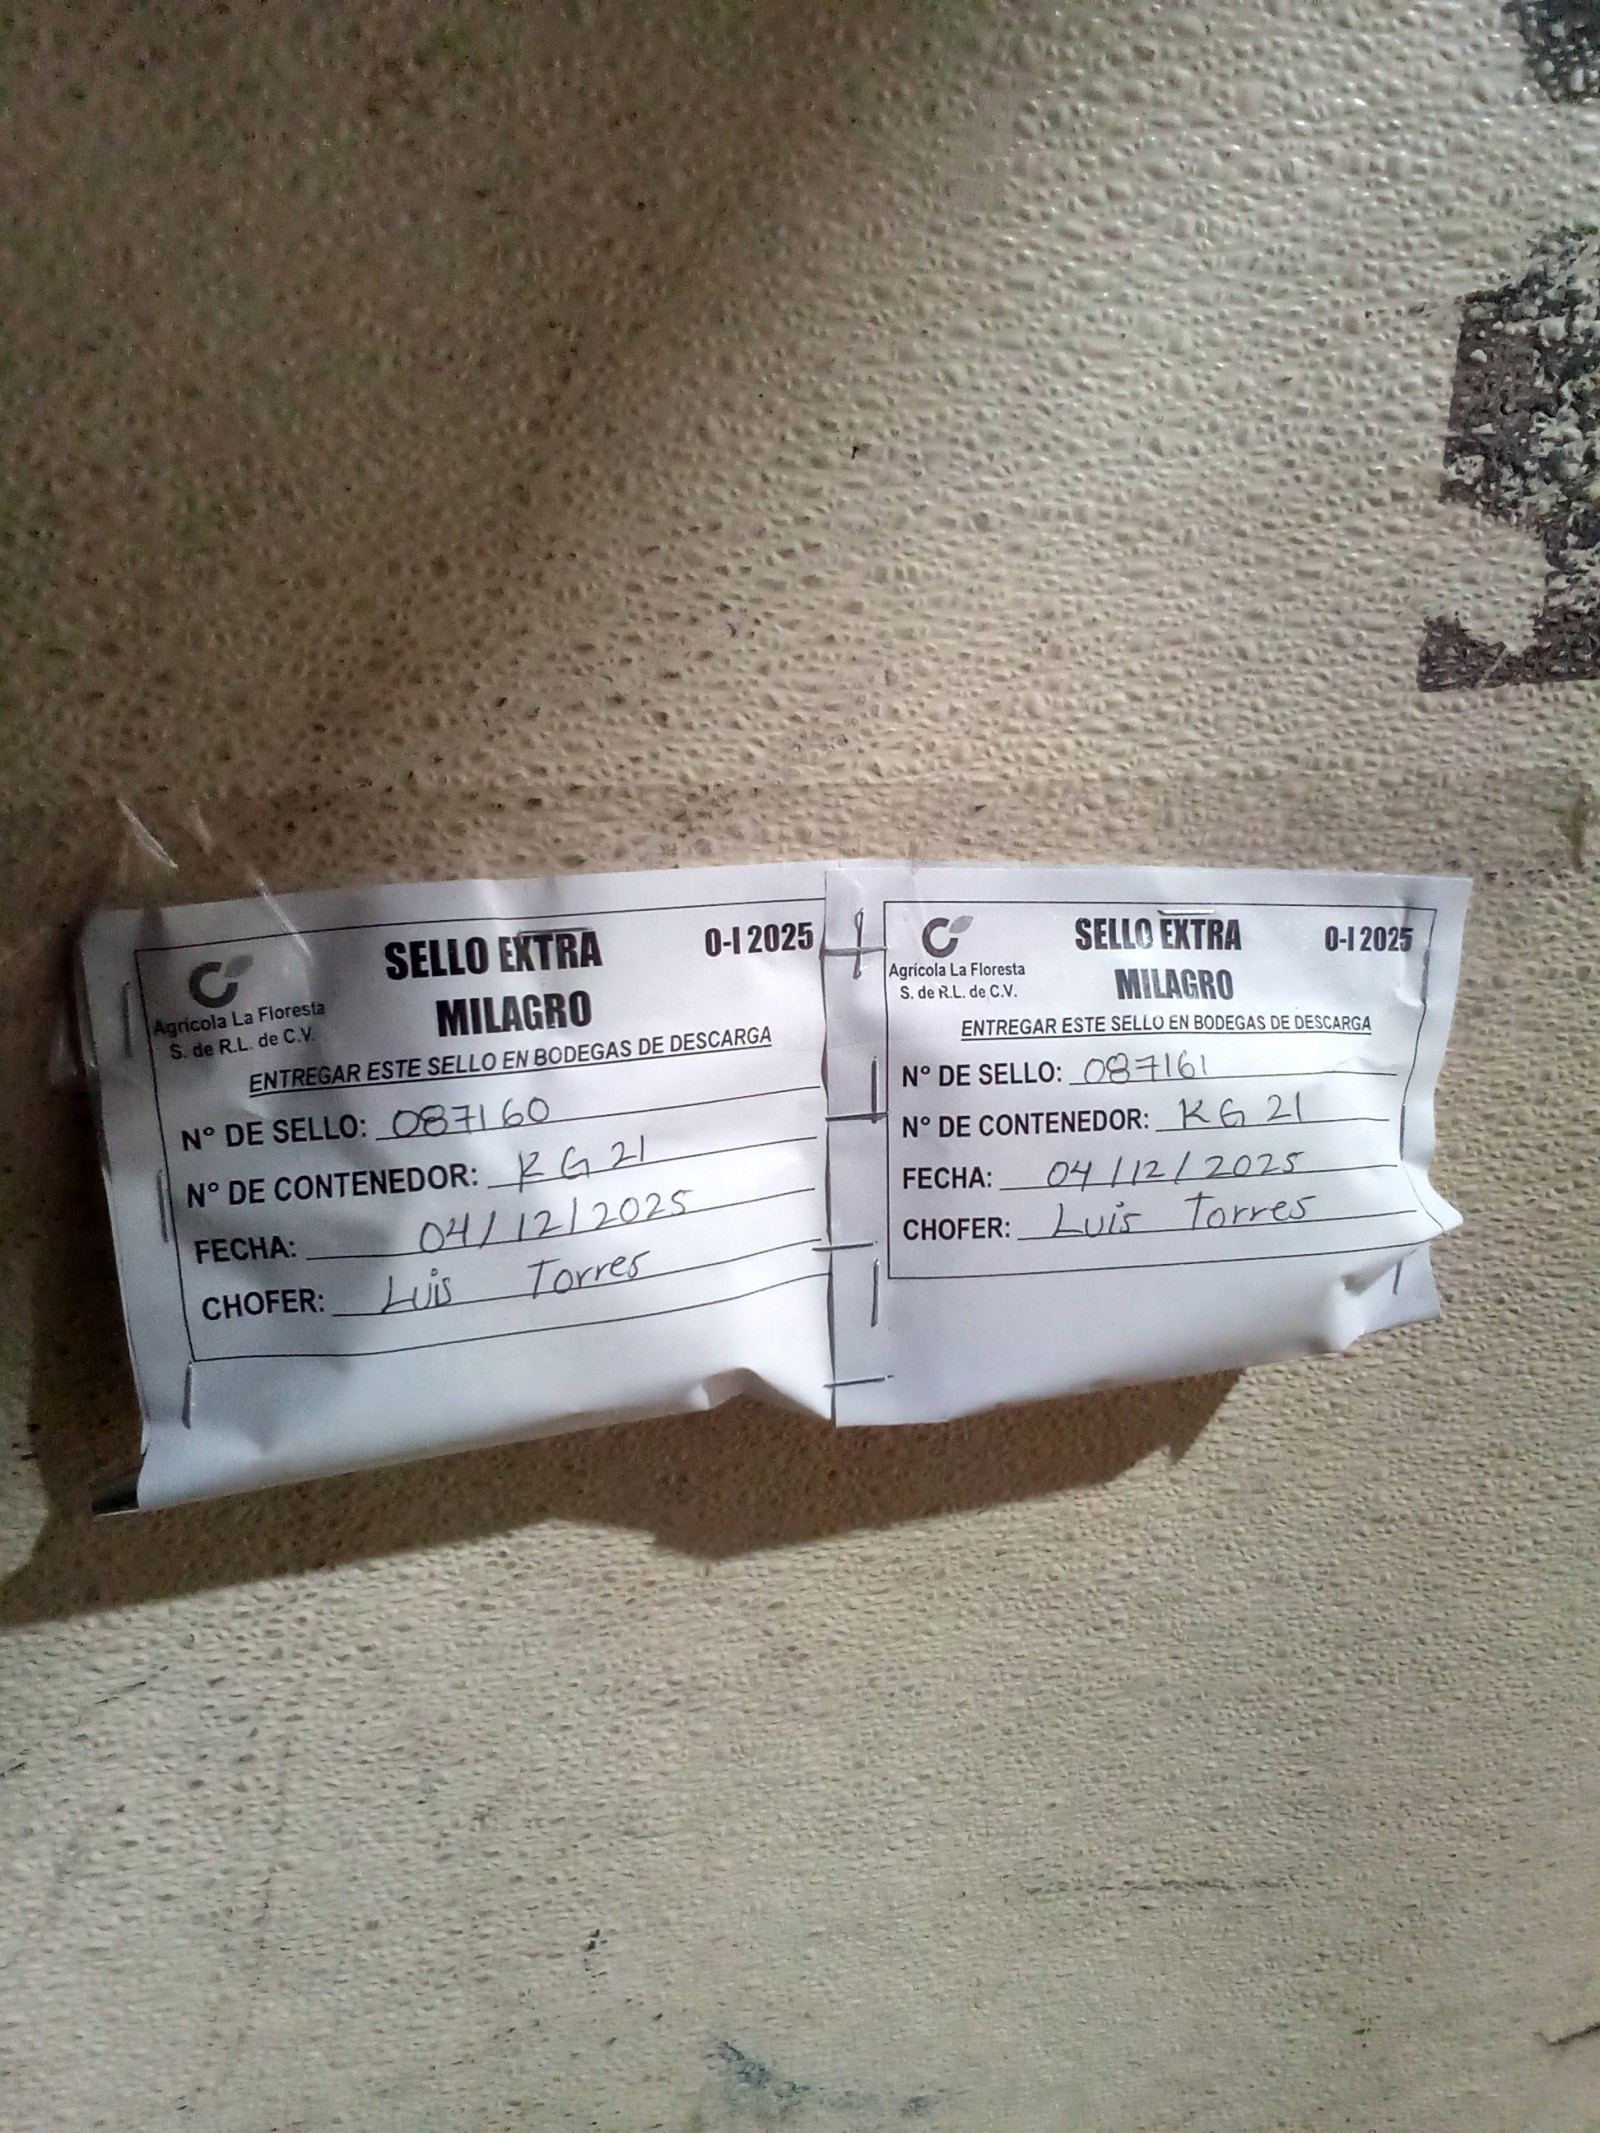 SELLO EXTRA
0-I 2025
MILAGRO
Agrícola La Floresta
S. de R.L. de C.V.
ENTREGAR ESTE SELLO EN BODEGAS DE DESCARGA
N° DE SELLO: 087160
N° DE CONTENEDOR: KG 21
FECHA: 04/12/2025
CHOFER: Luis Torres
SELLO EXTRA
0-I 2025
MILAGRO
Agrícola La Floresta
S. de R.L. de C.V.
ENTREGAR ESTE SELLO EN BODEGAS DE DESCARGA
N° DE SELLO: 087161
N° DE CONTENEDOR: KG 21
FECHA: 04/12/2025
CHOFER: Luis Torres